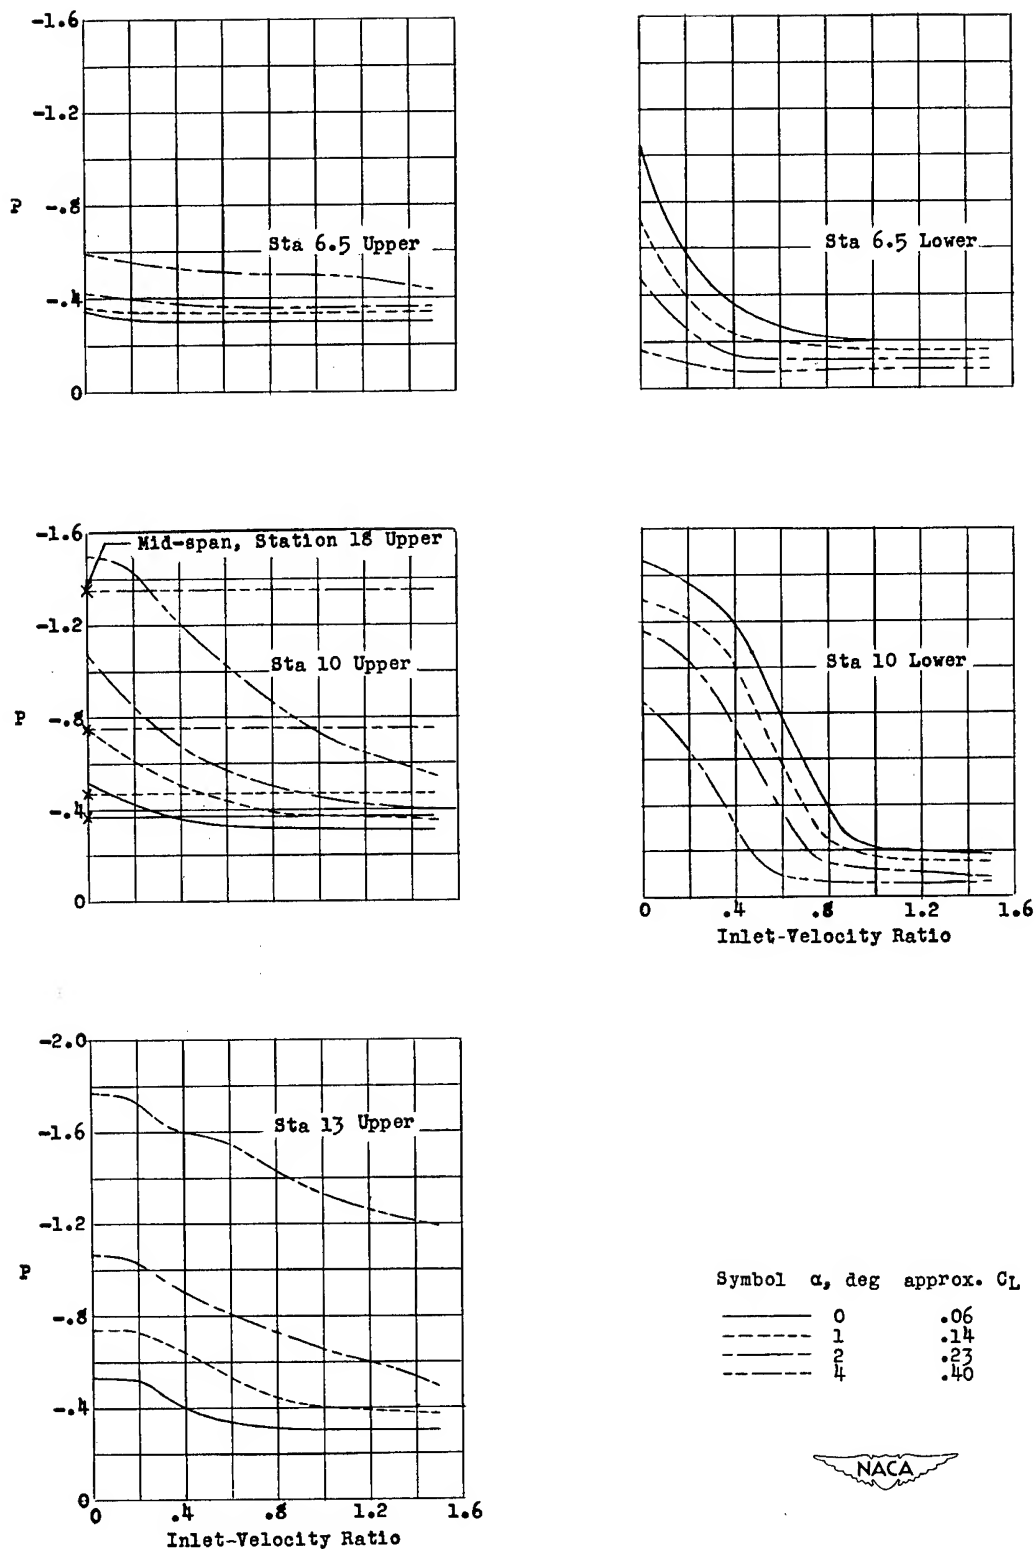 -1.6
-1.2
P -.8
Sta 6.5 Upper
-.4
0
Sta 6.5 Lower
-1.6
Mid-span, Station 18 Upper
-1.2
Sta 10 Upper
P -.8
-.4
0
Sta 10 Lower
0 .4 .8 1.2 1.6
Inlet-Velocity Ratio
-2.0
Sta 13 Upper
-1.6
-1.2
P
-.8
-.4
0
0 .4 .8 1.2 1.6
Inlet-Velocity Ratio
Symbol α, deg approx. CL
0 .06
1 .14
2 .23
4 .40
NACA